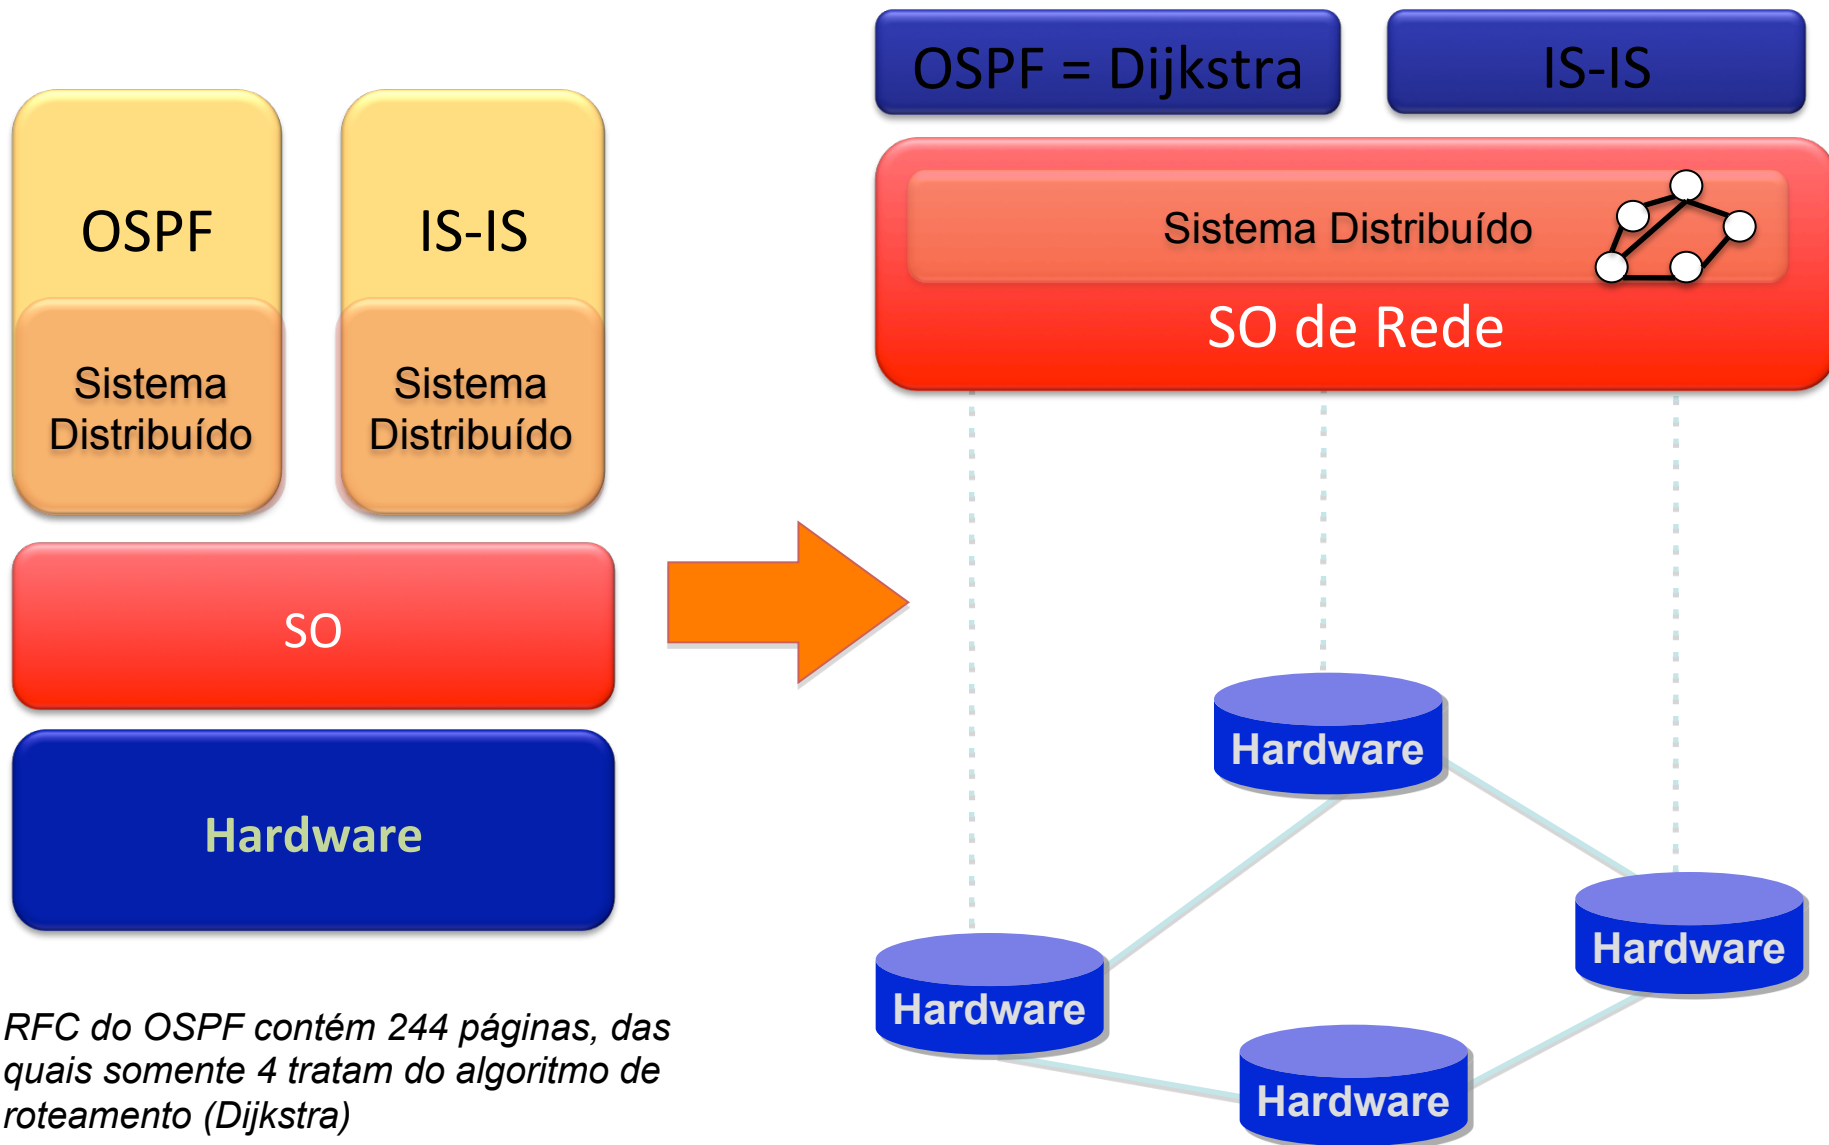 OSPF
IS-IS
Sistema
Distribuído
Sistema
Distribuído
SO
Hardware
RFC do OSPF contém 244 páginas, das
quais somente 4 tratam do algoritmo de
roteamento (Dijkstra)
OSPF = Dijkstra
IS-IS
Sistema Distribuído
SO de Rede
Hardware
Hardware
Hardware
Hardware